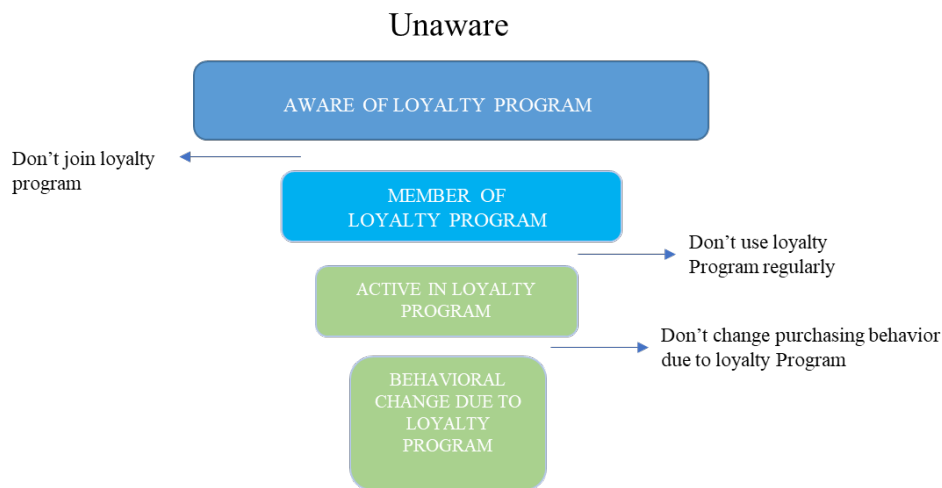 Unaware
AWARE OF LOYALTY PROGRAM
Don’t join loyalty
program
MEMBER OF
LOYALTY PROGRAM
Don’t use loyalty
Program regularly
ACTIVE IN LOYALTY
PROGRAM
Don’t change purchasing behavior
due to loyalty Program
BEHAVIORAL
CHANGE DUE TO
LOYALTY
PROGRAM